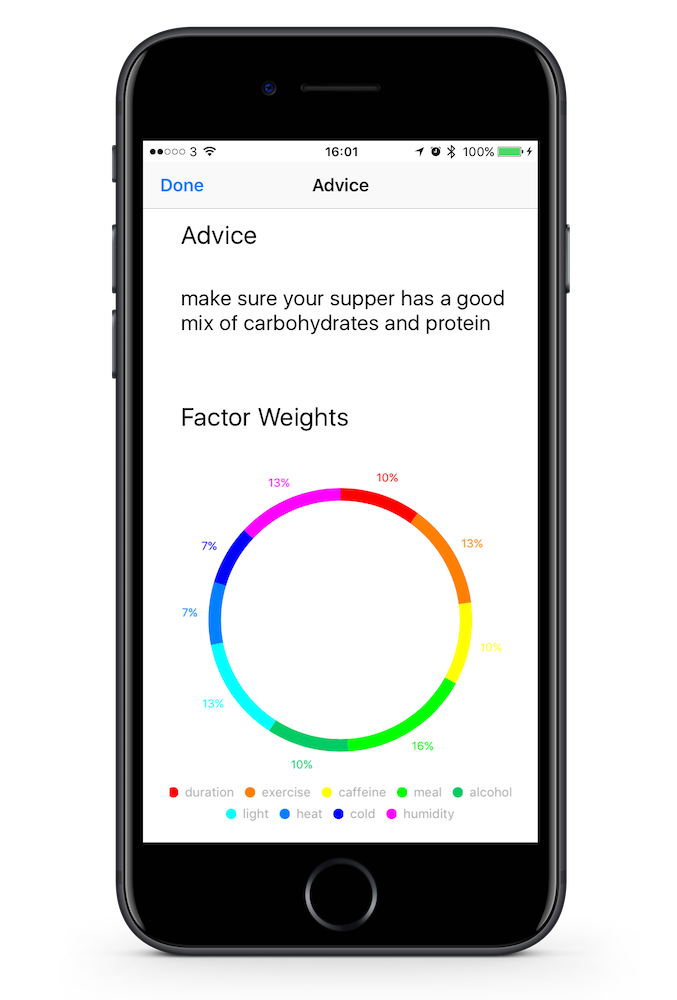 3 16:01 100%
Done Advice
Advice
make sure your supper has a good
mix of carbohydrates and protein
Factor Weights
13% 10%
7% 13%
7% 10%
13% 16%
10%
duration exercise caffeine meal alcohol
light heat cold humidity